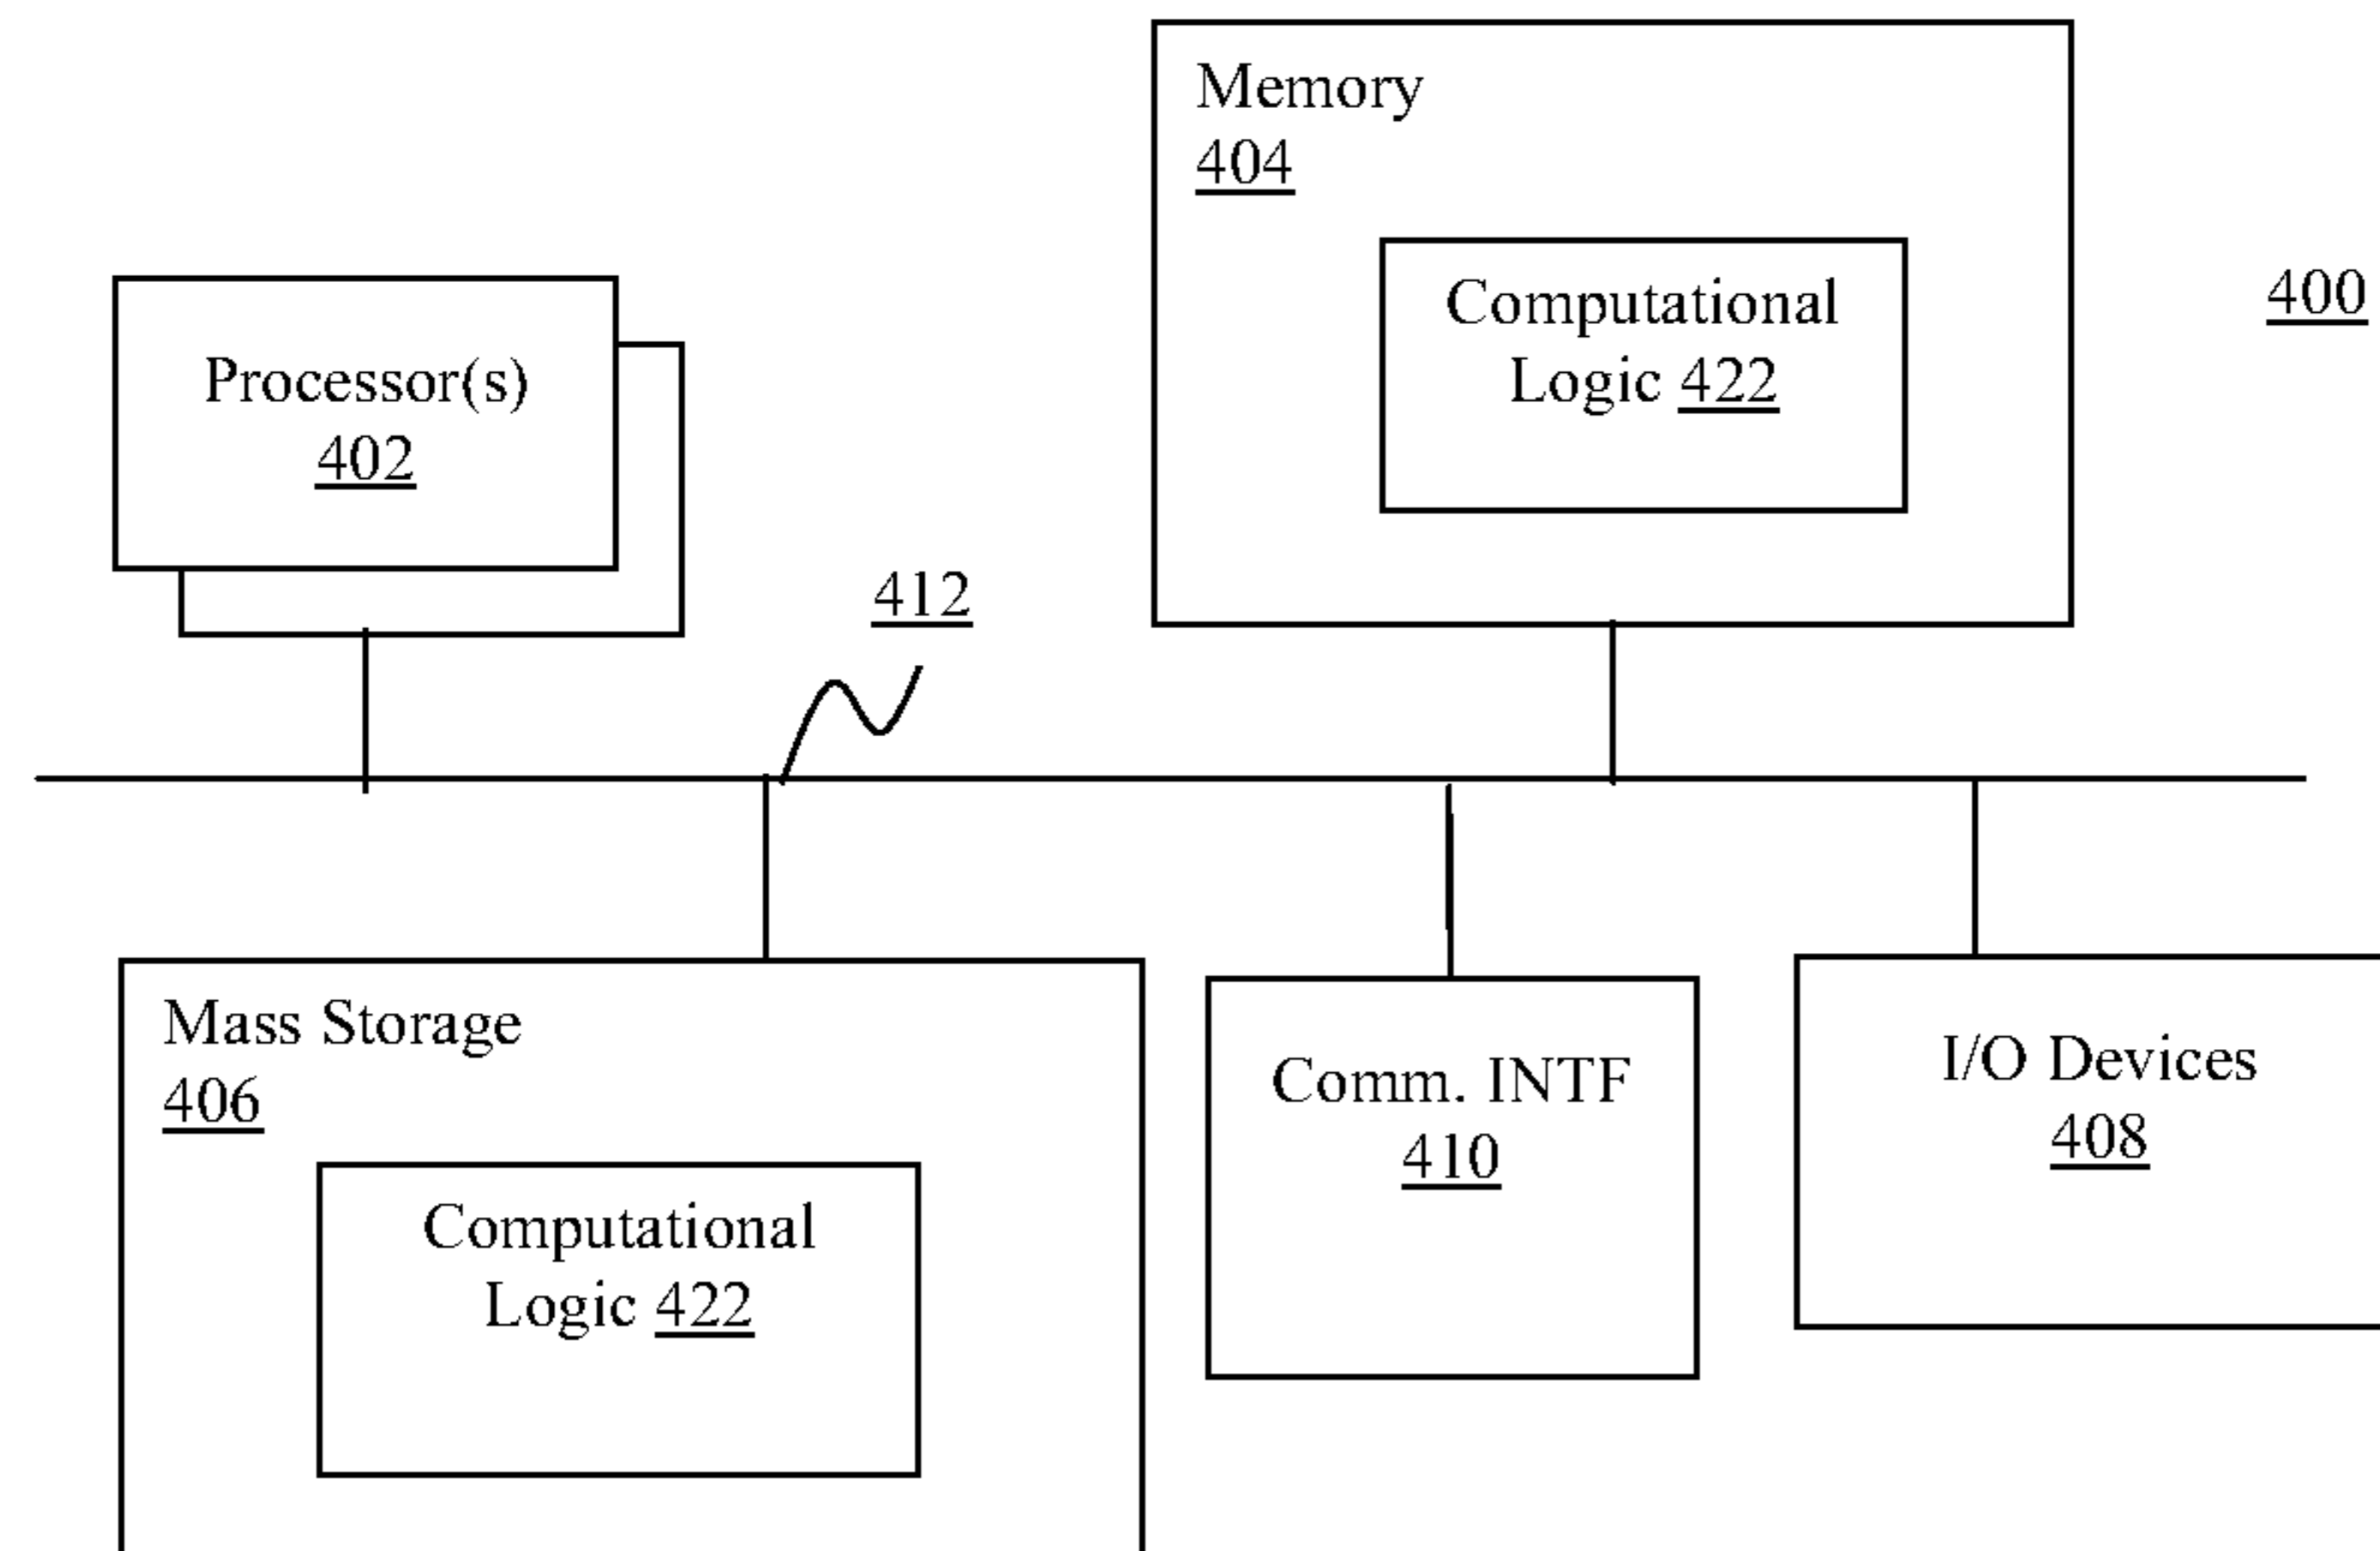 Memory
404
Computational
Logic 422
400
Processor(s)
402
412
Mass Storage
406
Computational
Logic 422
Comm. INTF
410
I/O Devices
408